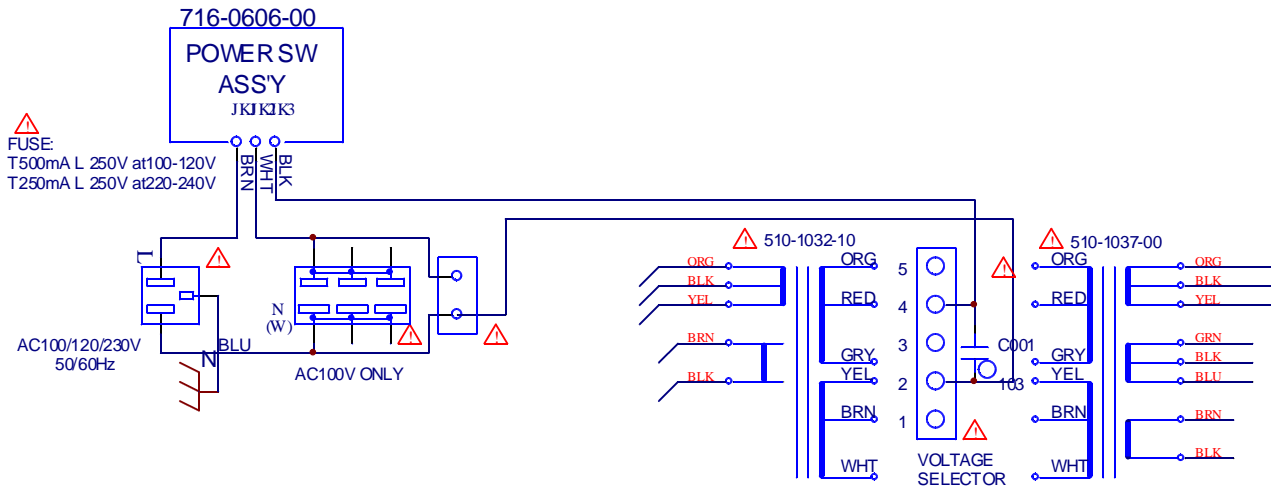 716-0606-00
POWER SW
ASS'Y
JK1 JK2 JK3
FUSE:
T500mA L 250V at100-120V
T250mA L 250V at220-240V
BRN
WHT
BLK
L
N
(W)
AC100/120/230V
50/60Hz
N
BLU
AC100V ONLY
510-1032-10
ORG
BLK
YEL
BRN
BLK
ORG
RED
GRY
YEL
BRN
WHT
5
4
3
2
1
C001
103
VOLTAGE
SELECTOR
510-1037-00
ORG
RED
GRY
YEL
BRN
WHT
ORG
BLK
YEL
GRN
BLK
BLU
BRN
BLK